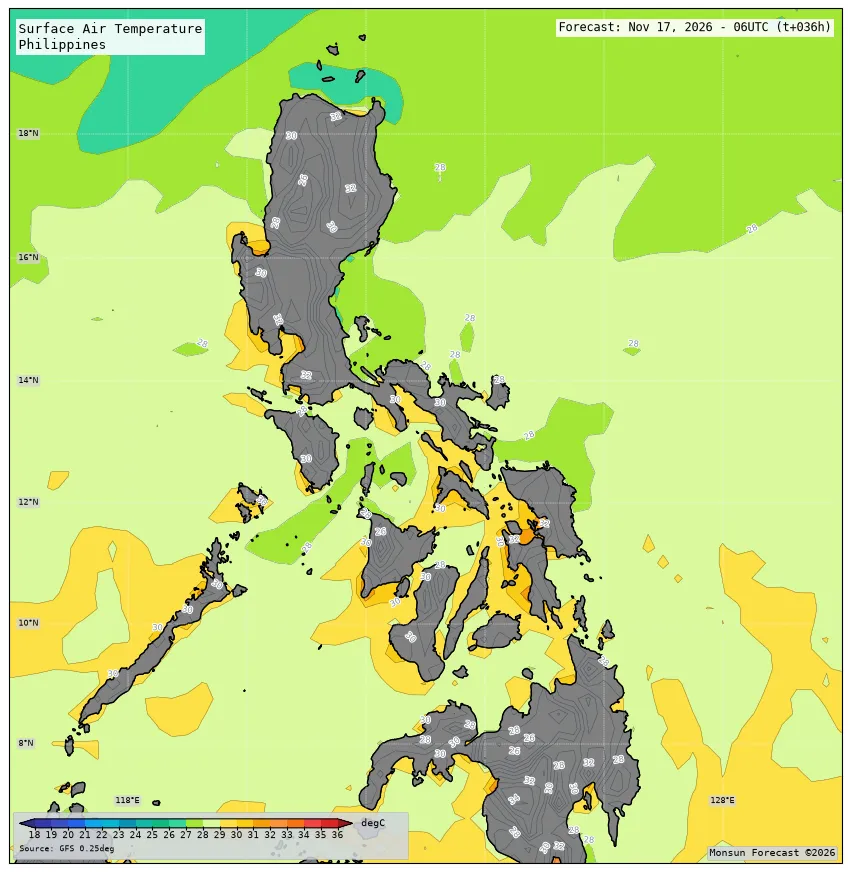 Surface Air Temperature
Philippines
Forecast: Nov 17, 2026 - 06UTC (t+036h)
18°N
16°N
14°N
12°N
10°N
8°N
118°E
128°E
18 19 20 21 22 23 24 25 26 27 28 29 30 31 32 33 34 35 36 degC
Source: GFS 0.25deg
Monsun Forecast ©2026